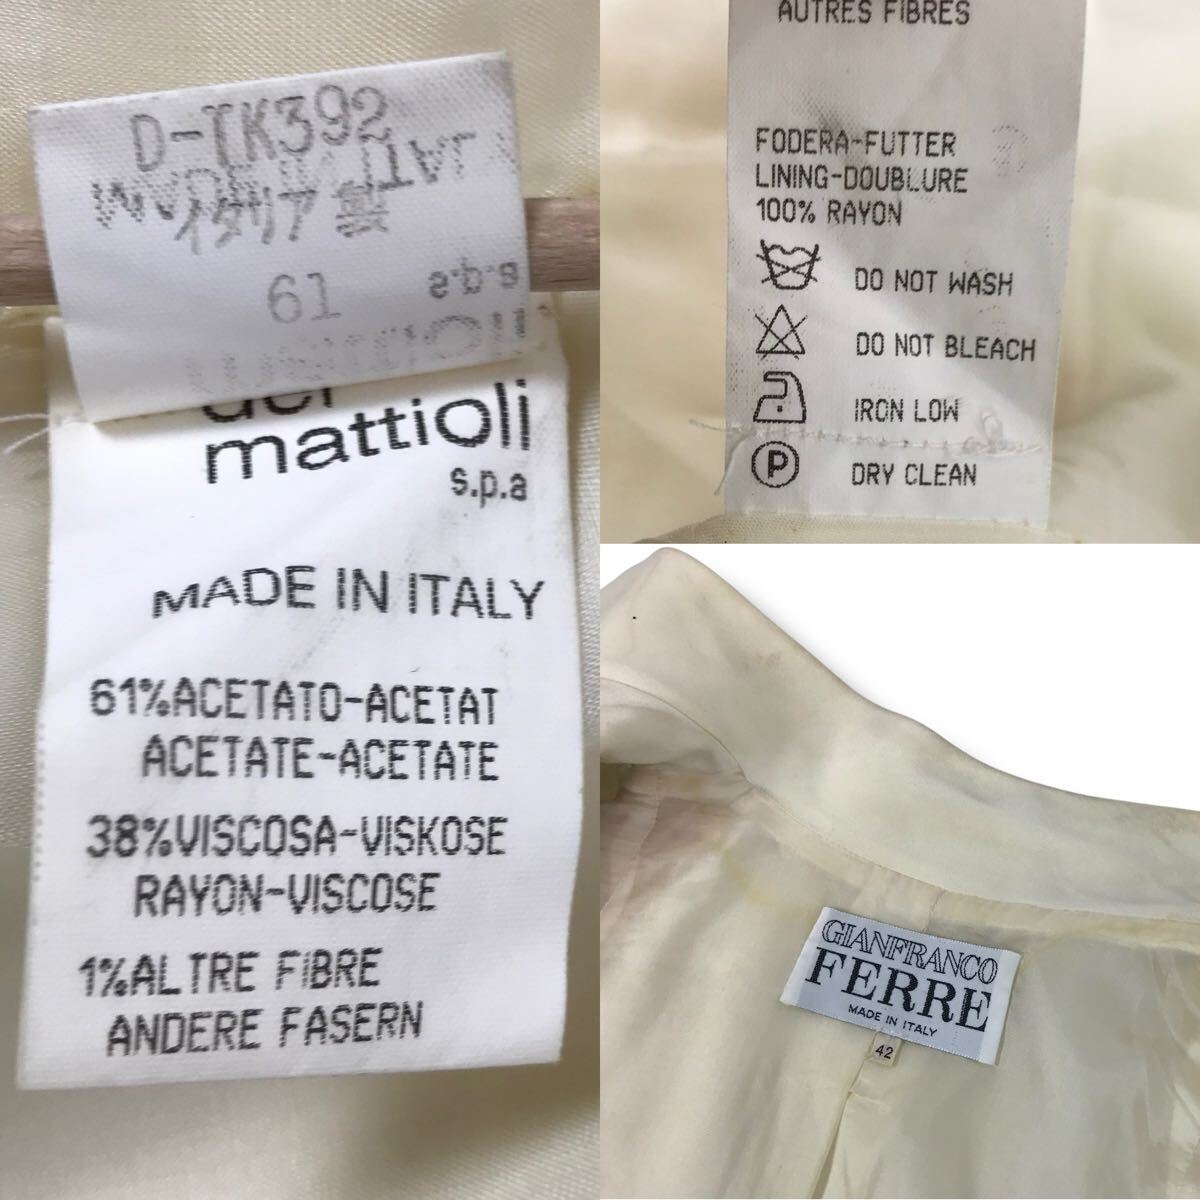 D-TK392
イタリア製
61
s.p.a
mattioli
s.p.a
MADE IN ITALY
61%ACETATO-ACETAT
ACETATE-ACETATE
38%VISCOSA-VISKOSE
RAYON-VISCOSE
1%ALTRE FIBRE
ANDERE FASERN
AUTRES FIBRES
FODERA-FUTTER
LINING-DOUBLURE
100% RAYON
DO NOT WASH
DO NOT BLEACH
IRON LOW
P DRY CLEAN
GIANFRANCO
FERRE
MADE IN ITALY
42